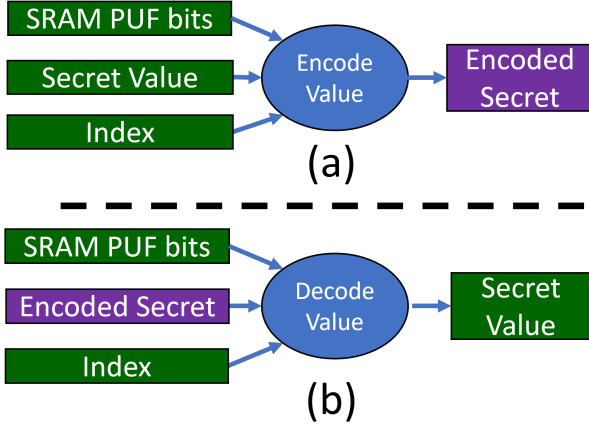 SRAM PUF bits
Secret Value
Index
Encode
Value
Encoded
Secret
(a)
SRAM PUF bits
Encoded Secret
Index
Decode
Value
Secret
Value
(b)